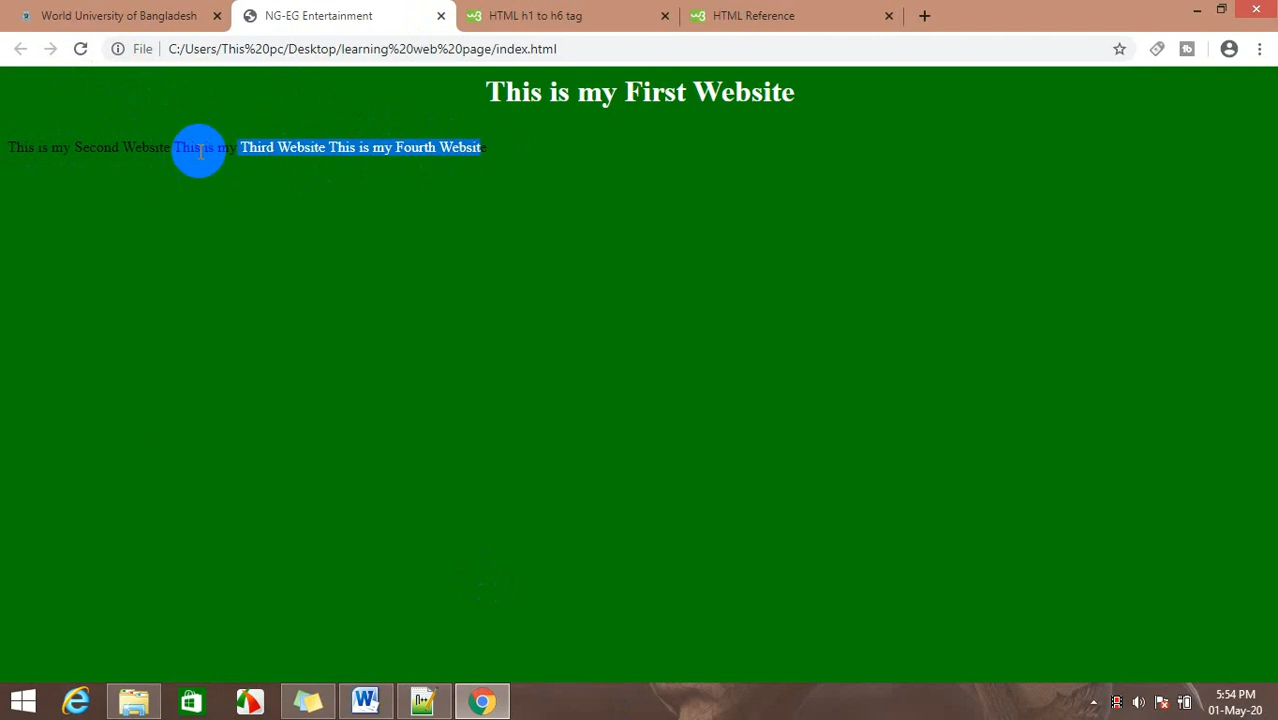 World University of Bangladesh
NG-EG Entertainment
HTML h1 to h6 tag
HTML Reference
File
C:/Users/This%20pc/Desktop/learning%20web%20page/index.html
This is my First Website
This is my Second Website This is my Third Website This is my Fourth Website
5:54 PM
01-May-20